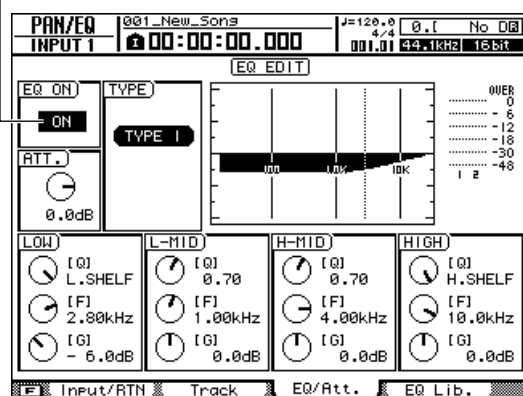 PAN/EQ
INPUT 1
001_New_Song
00:00:00.000
♩=120.0
4/4
001.01
0.[ No D
44.1kHz 16bit
EQ EDIT
EQ ON
ON
TYPE
TYPE I
ATT.
0.0dB
100 1.0K 10K
OVER
0
- 6
-12
-18
-30
-48
1 2
LOW
[Q]
L.SHELF
[F]
2.80kHz
[G]
- 6.0dB
L-MID
[Q]
0.70
[F]
1.00kHz
[G]
0.0dB
H-MID
[Q]
0.70
[F]
4.00kHz
[G]
0.0dB
HIGH
[Q]
H.SHELF
[F]
10.0kHz
[G]
0.0dB
F Input/RTN Track EQ/Att. EQ Lib.